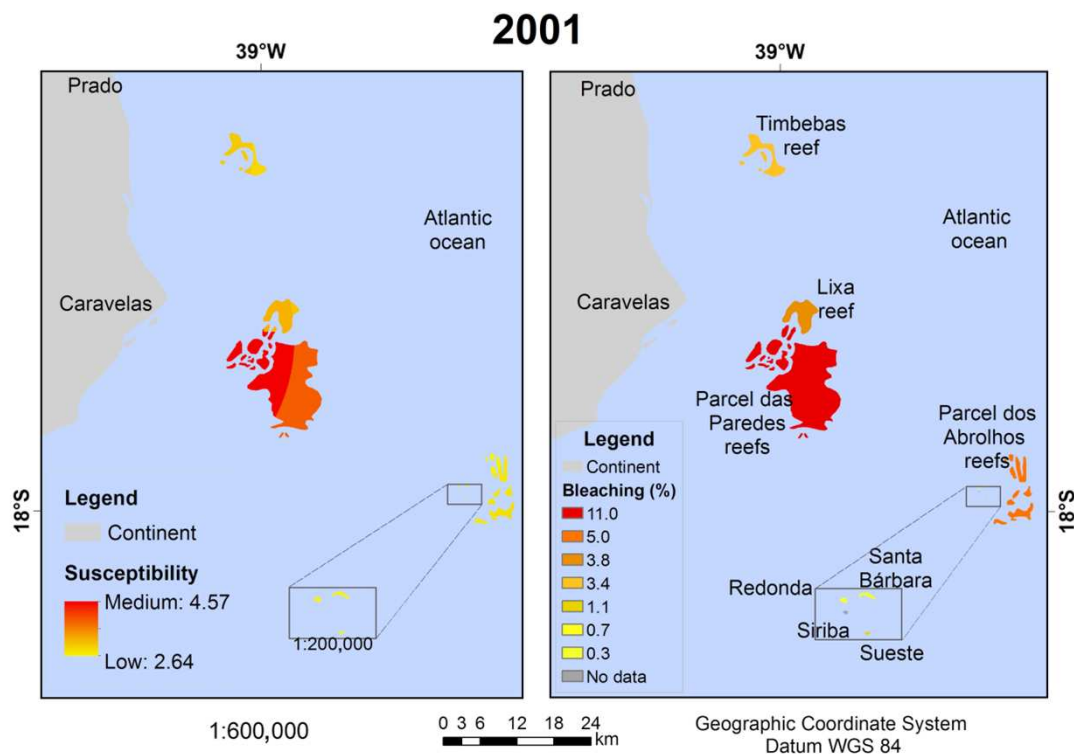 2001
39°W
39°W
Prado
Atlantic
ocean
Caravelas
18°S
Legend
Continent
Susceptibility
Medium: 4.57
Low: 2.64
1:200,000
Prado
Timbebas
reef
Atlantic
ocean
Caravelas
Lixa
reef
Parcel das
Paredes
reefs
Parcel dos
Abrolhos
reefs
18°S
Legend
Continent
Bleaching (%)
11.0
5.0
3.8
3.4
1.1
0.7
0.3
No data
Santa
Bárbara
Redonda
Siriba
Sueste
1:600,000
0 3 6 12 18 24
km
Geographic Coordinate System
Datum WGS 84